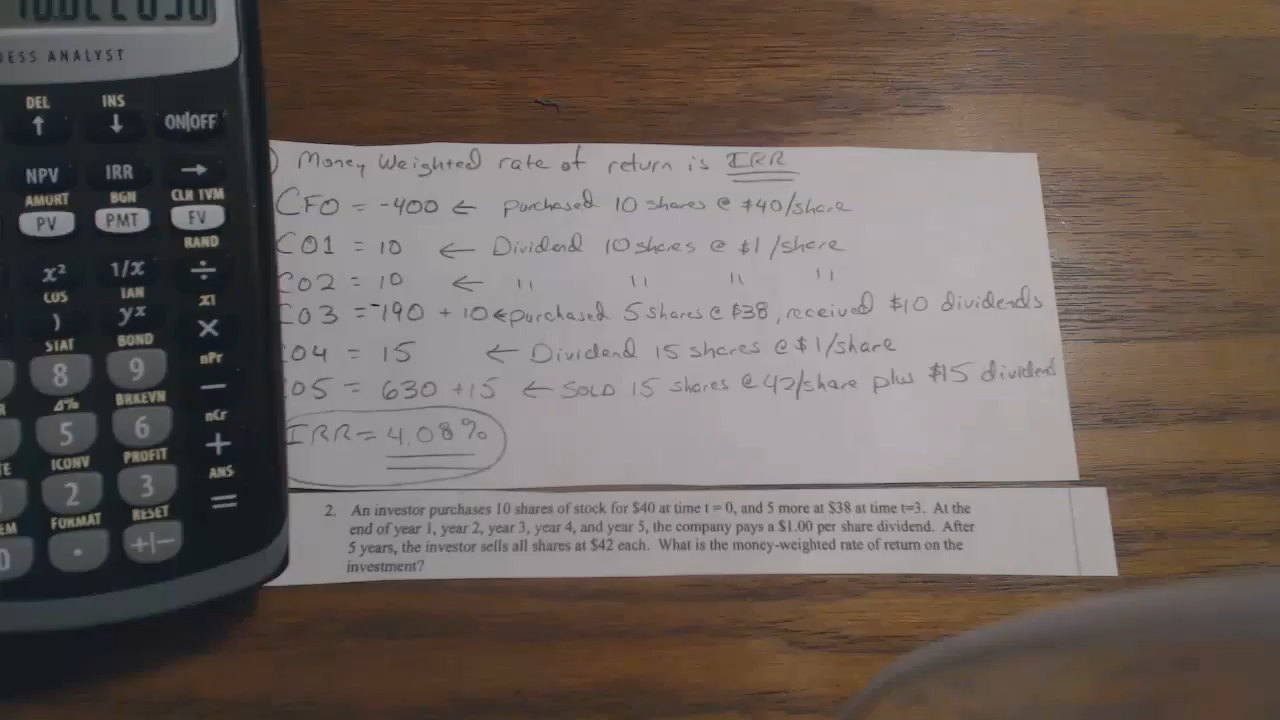 ESS ANALYST
DEL INS
↑ ↓ ON|OFF
NPV IRR →
AMORT BGN CLR TVM
PV PMT FV
RAND
x² 1/x ÷
COS TAN x!
) yˣ ×
STAT BOND nPr
8 9 −
Δ% BRKEVN nCr
5 6 +
ICONV PROFIT ANS
2 3 =
FORMAT RESET
0 . +|−
) Money Weighted rate of return is IRR
CFO = -400 ← Purchased 10 shares @ $40/share
CO1 = 10 ← Dividend 10 shares @ $1/share
CO2 = 10 ← " " " "
CO3 = -190 + 10 ← purchased 5 shares @ $38, received $10 dividends
CO4 = 15 ← Dividend 15 shares @ $1/share
CO5 = 630 + 15 ← SOLD 15 shares @ 42/share plus $15 dividend
IRR = 4.08%
2. An investor purchases 10 shares of stock for $40 at time t = 0, and 5 more at $38 at time t=3. At the
end of year 1, year 2, year 3, year 4, and year 5, the company pays a $1.00 per share dividend. After
5 years, the investor sells all shares at $42 each. What is the money-weighted rate of return on the
investment?